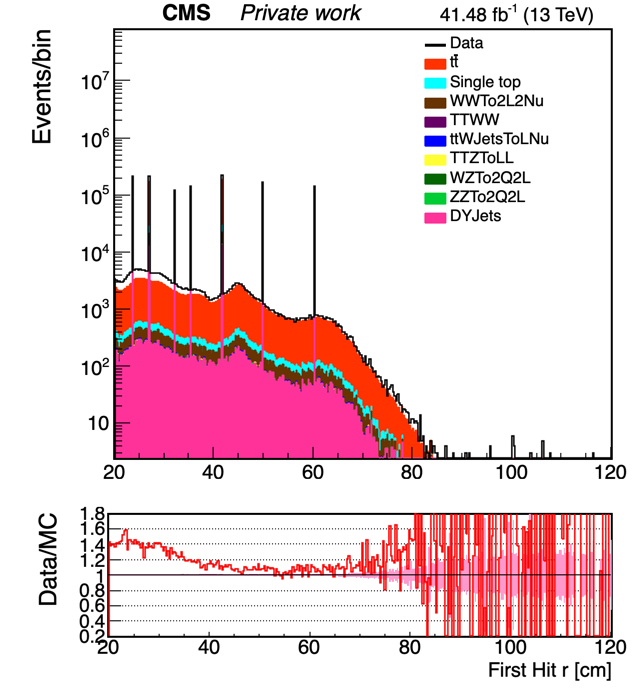 CMS Private work 41.48 fb⁻¹ (13 TeV)
Events/bin
10⁷
10⁶
10⁵
10⁴
10³
10²
10
20 40 60 80 100 120
Data
tt̄
Single top
WWTo2L2Nu
TTWW
ttWJetsToLNu
TTZToLL
WZTo2Q2L
ZZTo2Q2L
DYJets
Data/MC
1.8
1.6
1.4
1.2
1
0.8
0.6
0.4
0.2
20 40 60 80 100 120
First Hit r [cm]